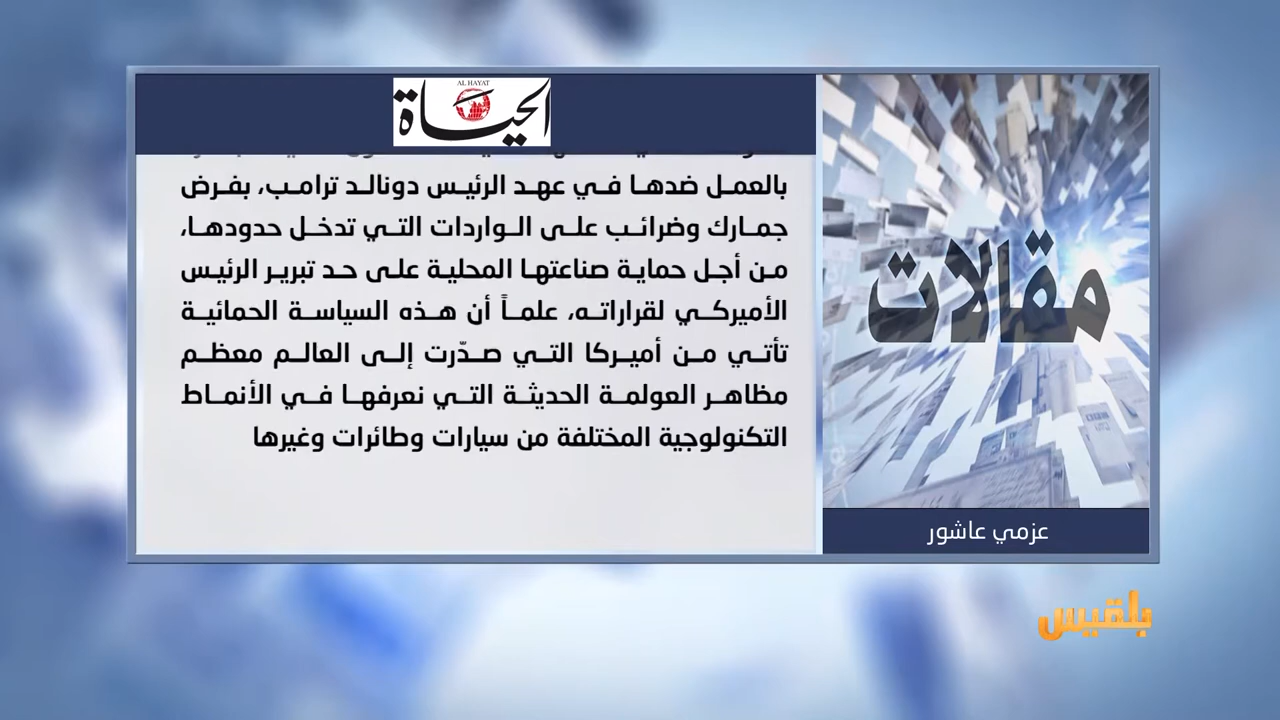 AL HAYAT
الحياة
بالعمل ضدها في عهد الرئيس دونالد ترامب، بفرض
جمارك وضرائب على الواردات التي تدخل حدودها،
من أجل حماية صناعتها المحلية على حد تبرير الرئيس
الأميركي لقراراته، علماً أن هذه السياسة الحمائية
تأتي من أميركا التي صدّرت إلى العالم معظم
مظاهر العولمة الحديثة التي نعرفها في الأنماط
التكنولوجية المختلفة من سيارات وطائرات وغيرها
مقالات
عزمي عاشور
بلقيس